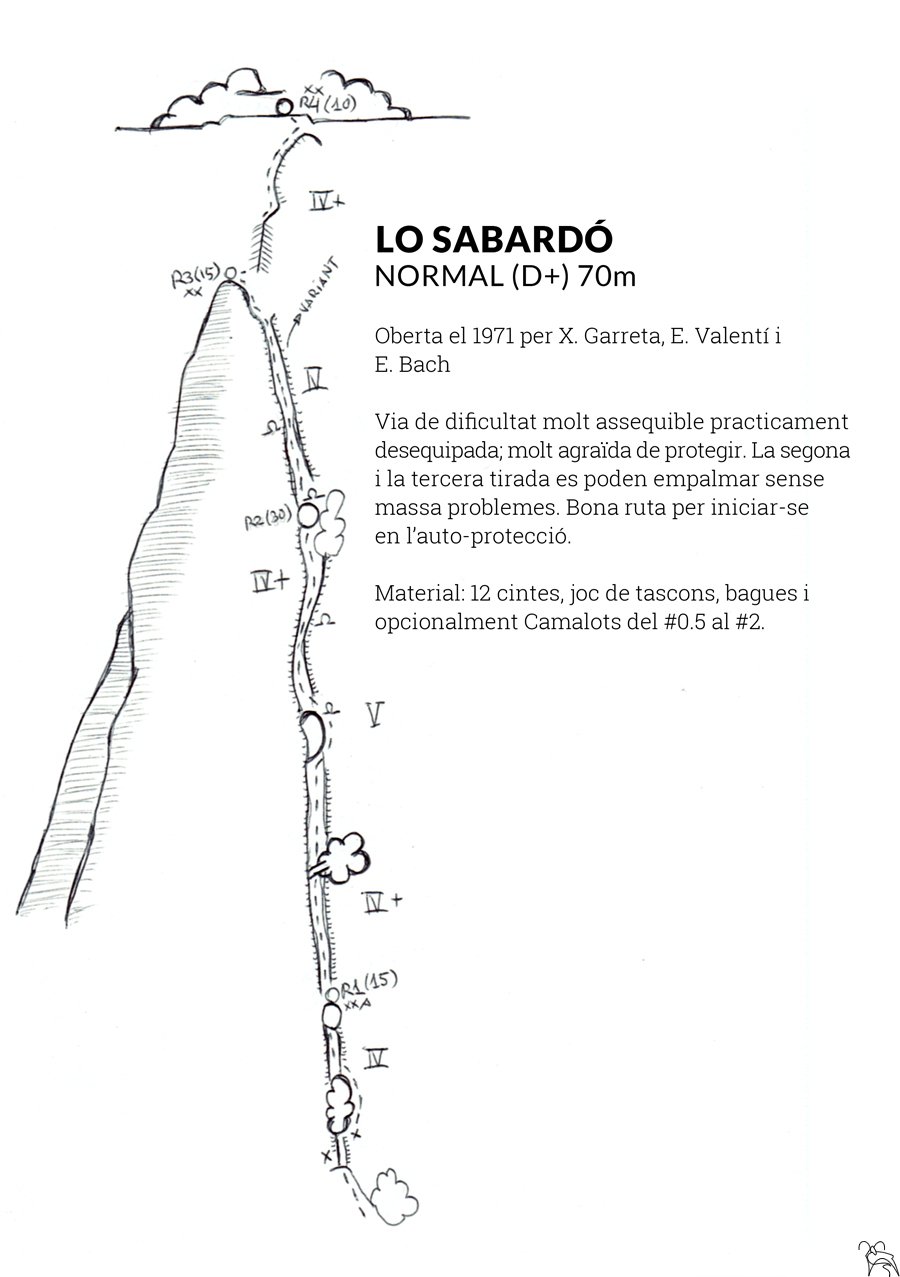 XX
R4(10)
IV+
LO SABARDÓ
NORMAL (D+) 70m
R3(15)
XX
VARIANT
Oberta el 1971 per X. Garreta, E. Valentí i
E. Bach
IV
Via de dificultat molt assequible practicament
desequipada; molt agraïda de protegir. La segona
i la tercera tirada es poden empalmar sense
massa problemes. Bona ruta per iniciar-se
en l’auto-protecció.
R2(30)
IV+
Material: 12 cintes, joc de tascons, bagues i
opcionalment Camalots del #0.5 al #2.
V
IV+
R1(15)
XXA
IV
X
X